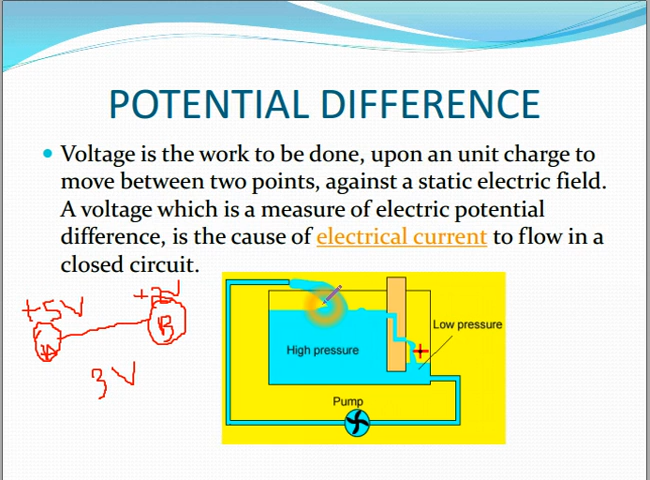 POTENTIAL DIFFERENCE
Voltage is the work to be done, upon an unit charge to
move between two points, against a static electric field.
A voltage which is a measure of electric potential
difference, is the cause of electrical current to flow in a
closed circuit.
+5V
+2V
A
B
3V
Low pressure
High pressure
Pump